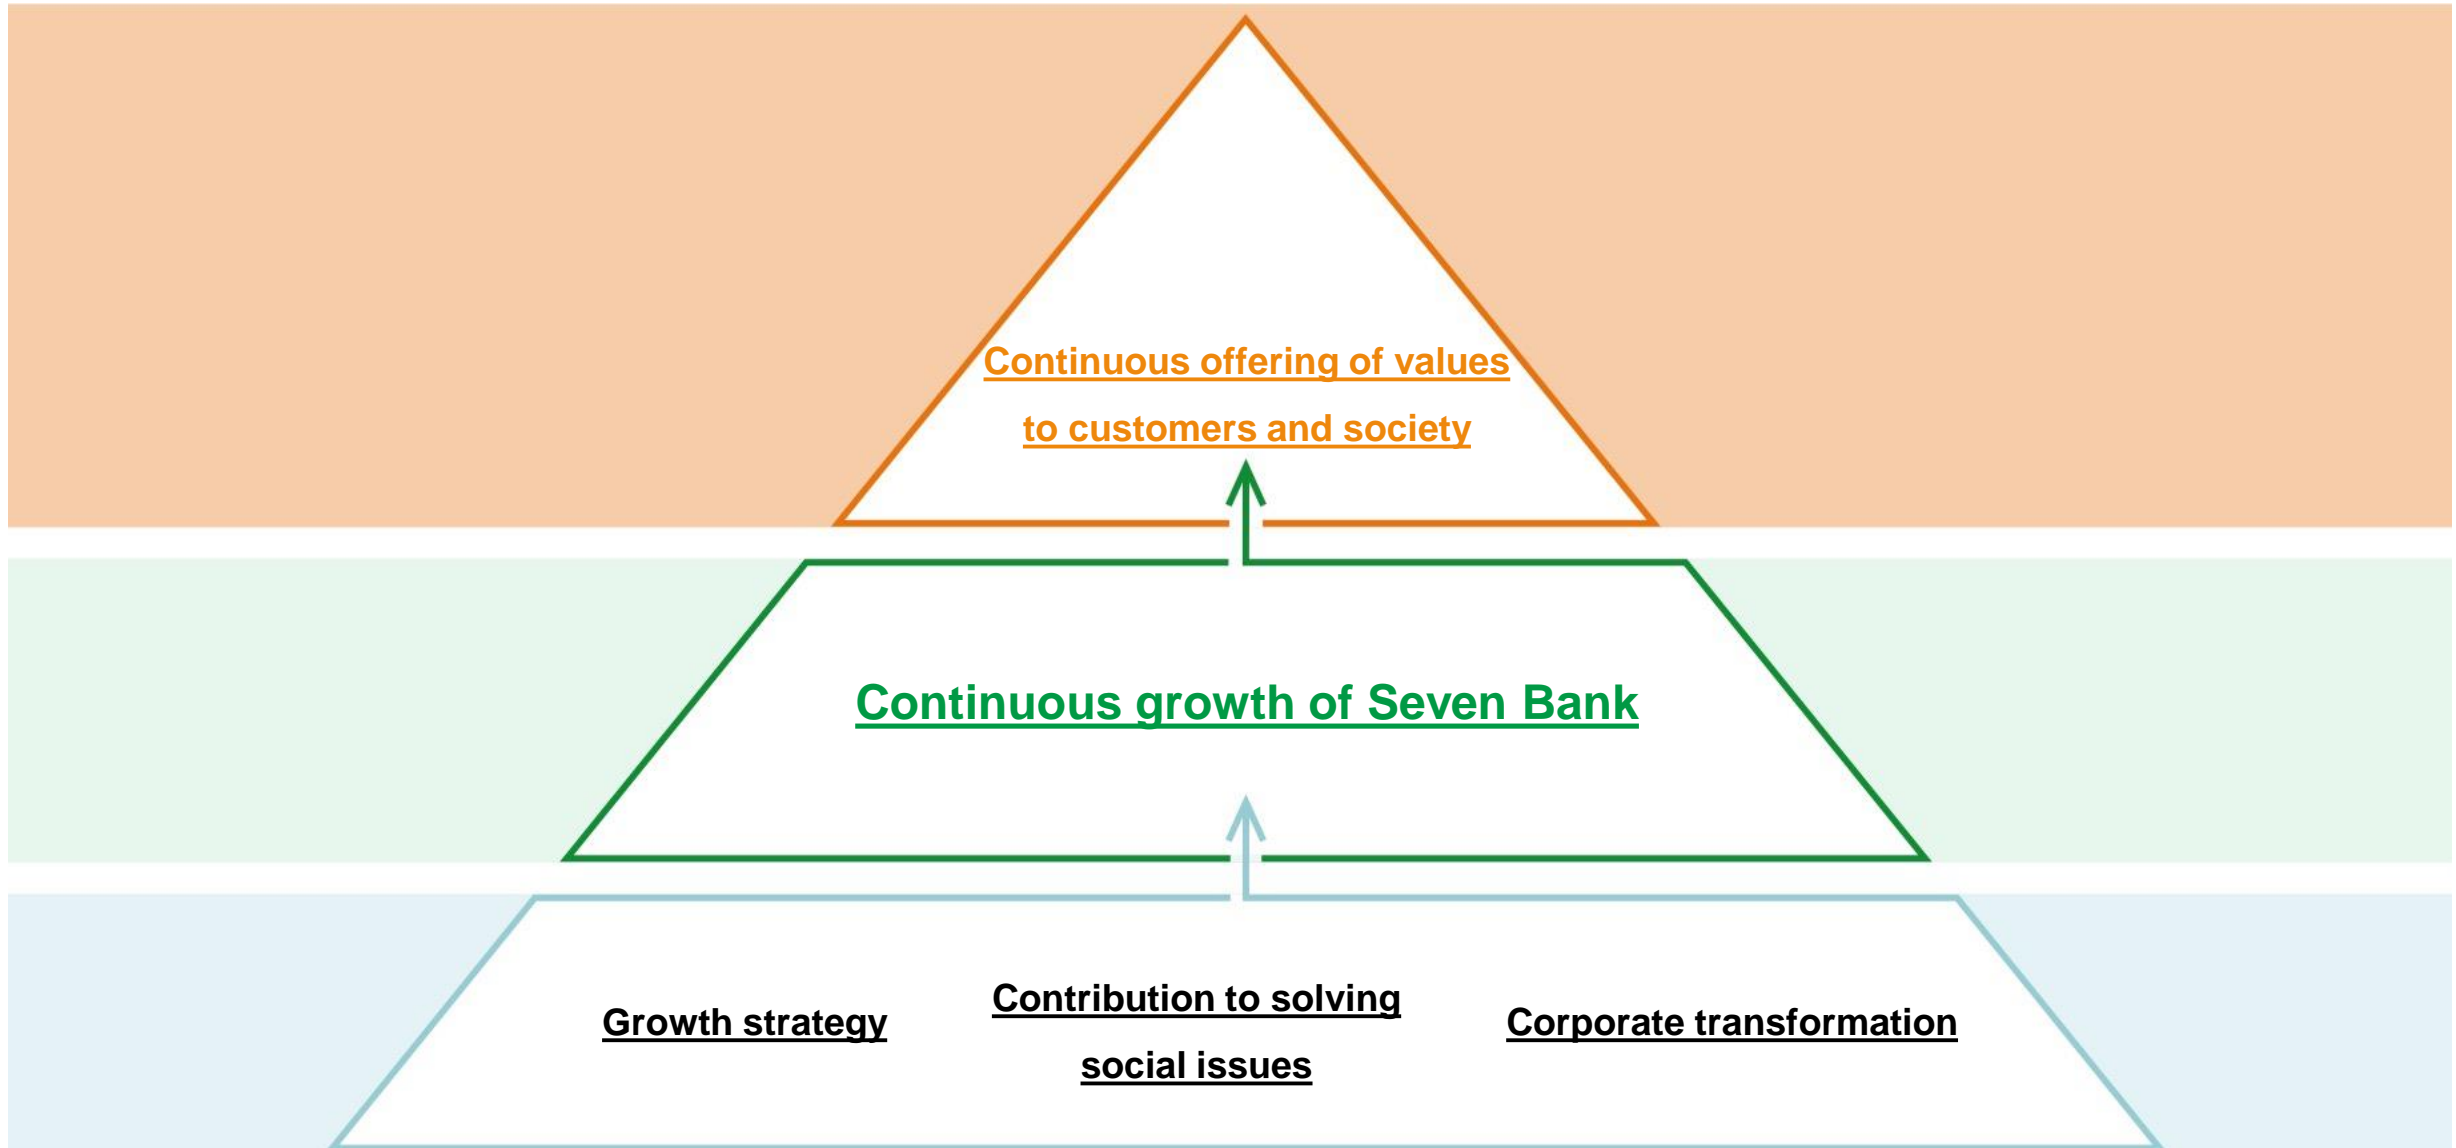 Continuous offering of values
to customers and society
Continuous growth of Seven Bank
Growth strategy
Contribution to solving
social issues
Corporate transformation